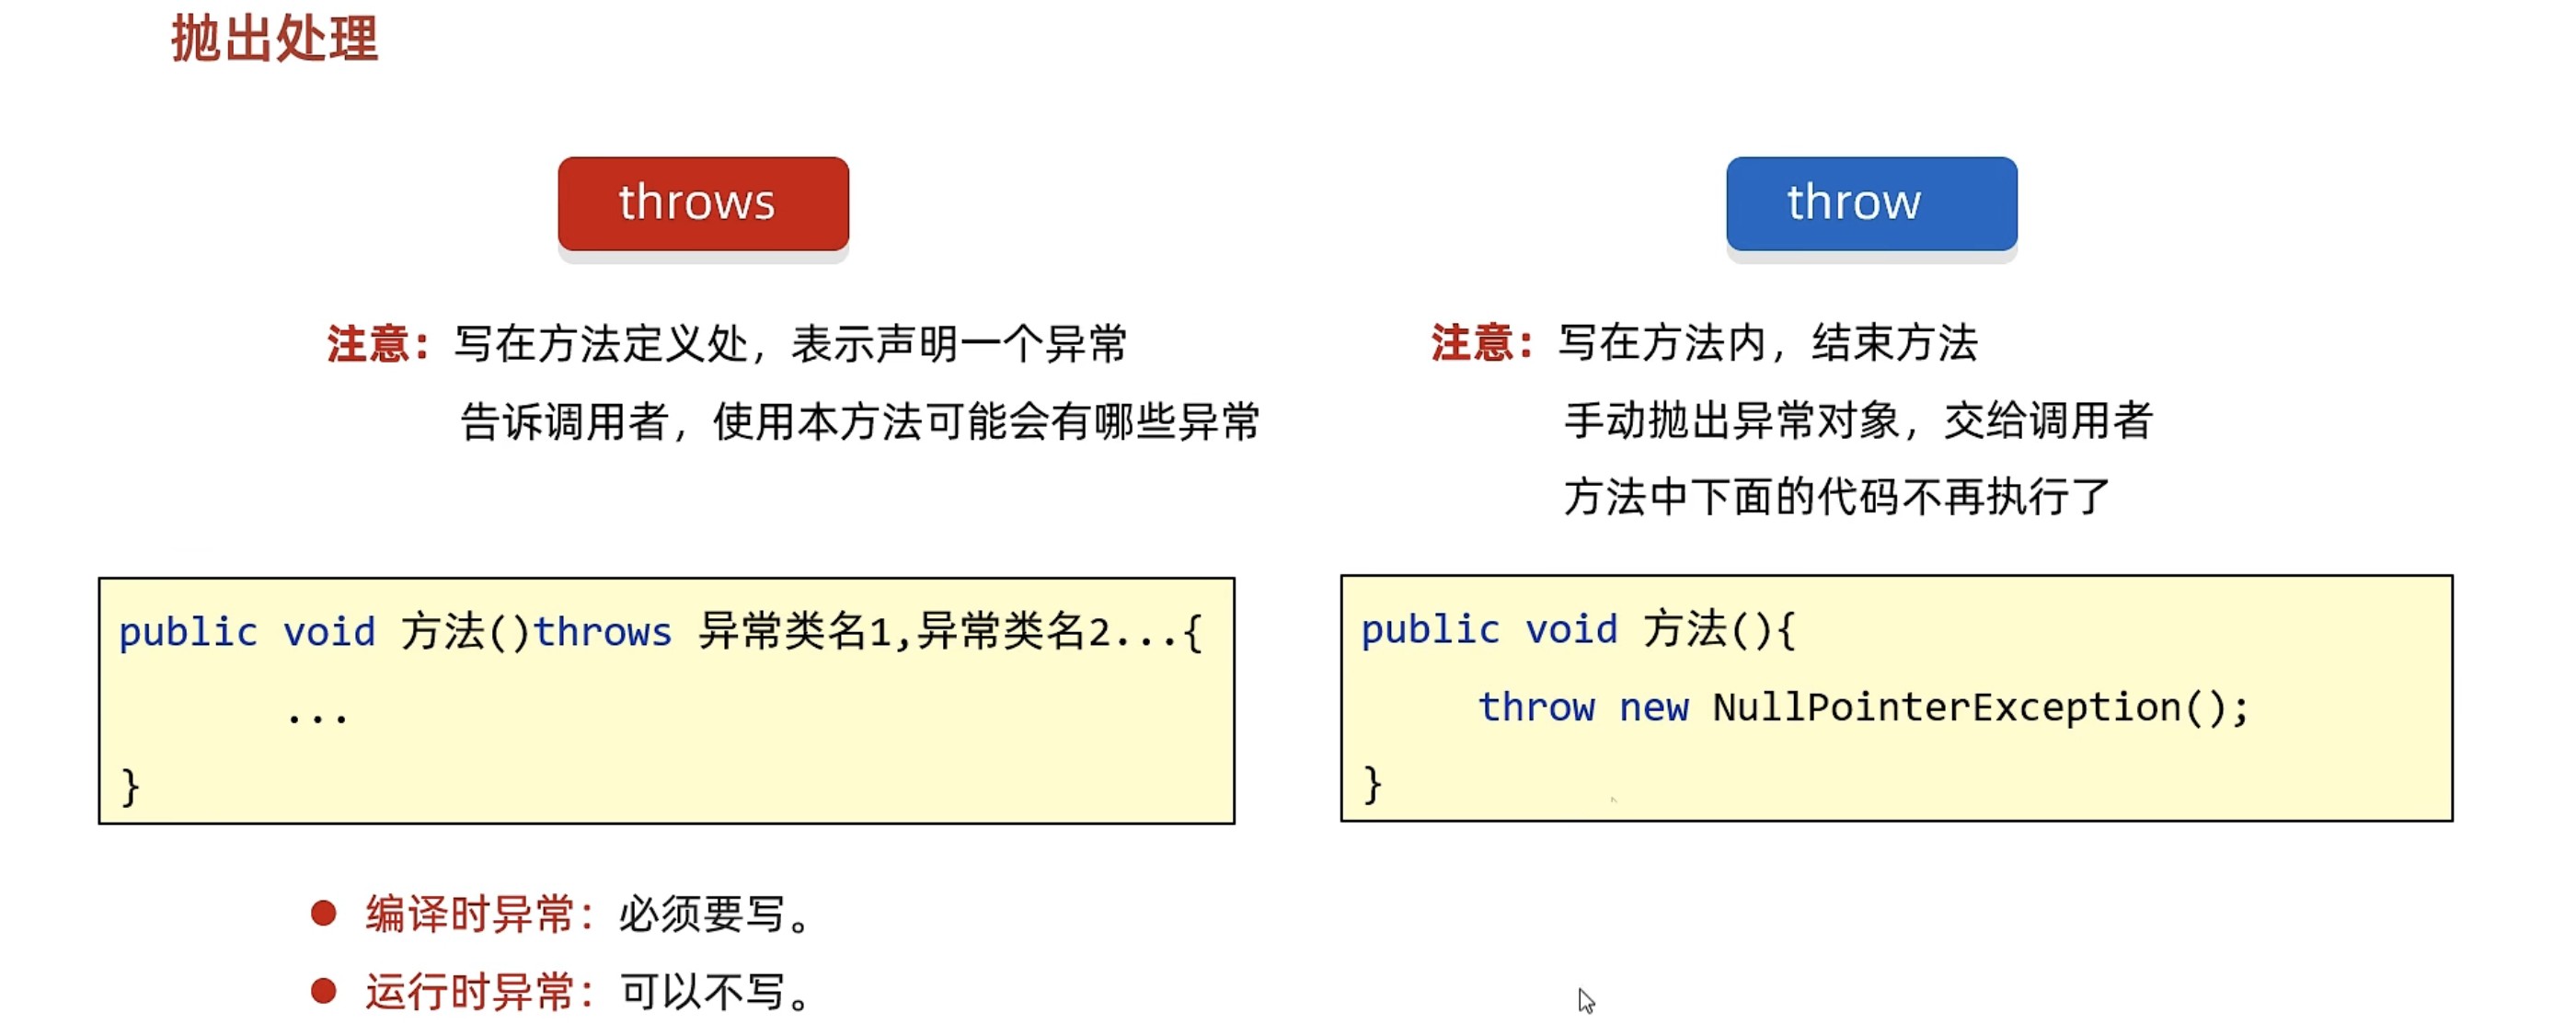 抛出处理
throws
注意：写在方法定义处，表示声明一个异常
告诉调用者，使用本方法可能会有哪些异常
public void 方法()throws 异常类名1,异常类名2...{
...
}
编译时异常：必须要写。
运行时异常：可以不写。
throw
注意：写在方法内，结束方法
手动抛出异常对象，交给调用者
方法中下面的代码不再执行了
public void 方法(){
throw new NullPointerException();
}